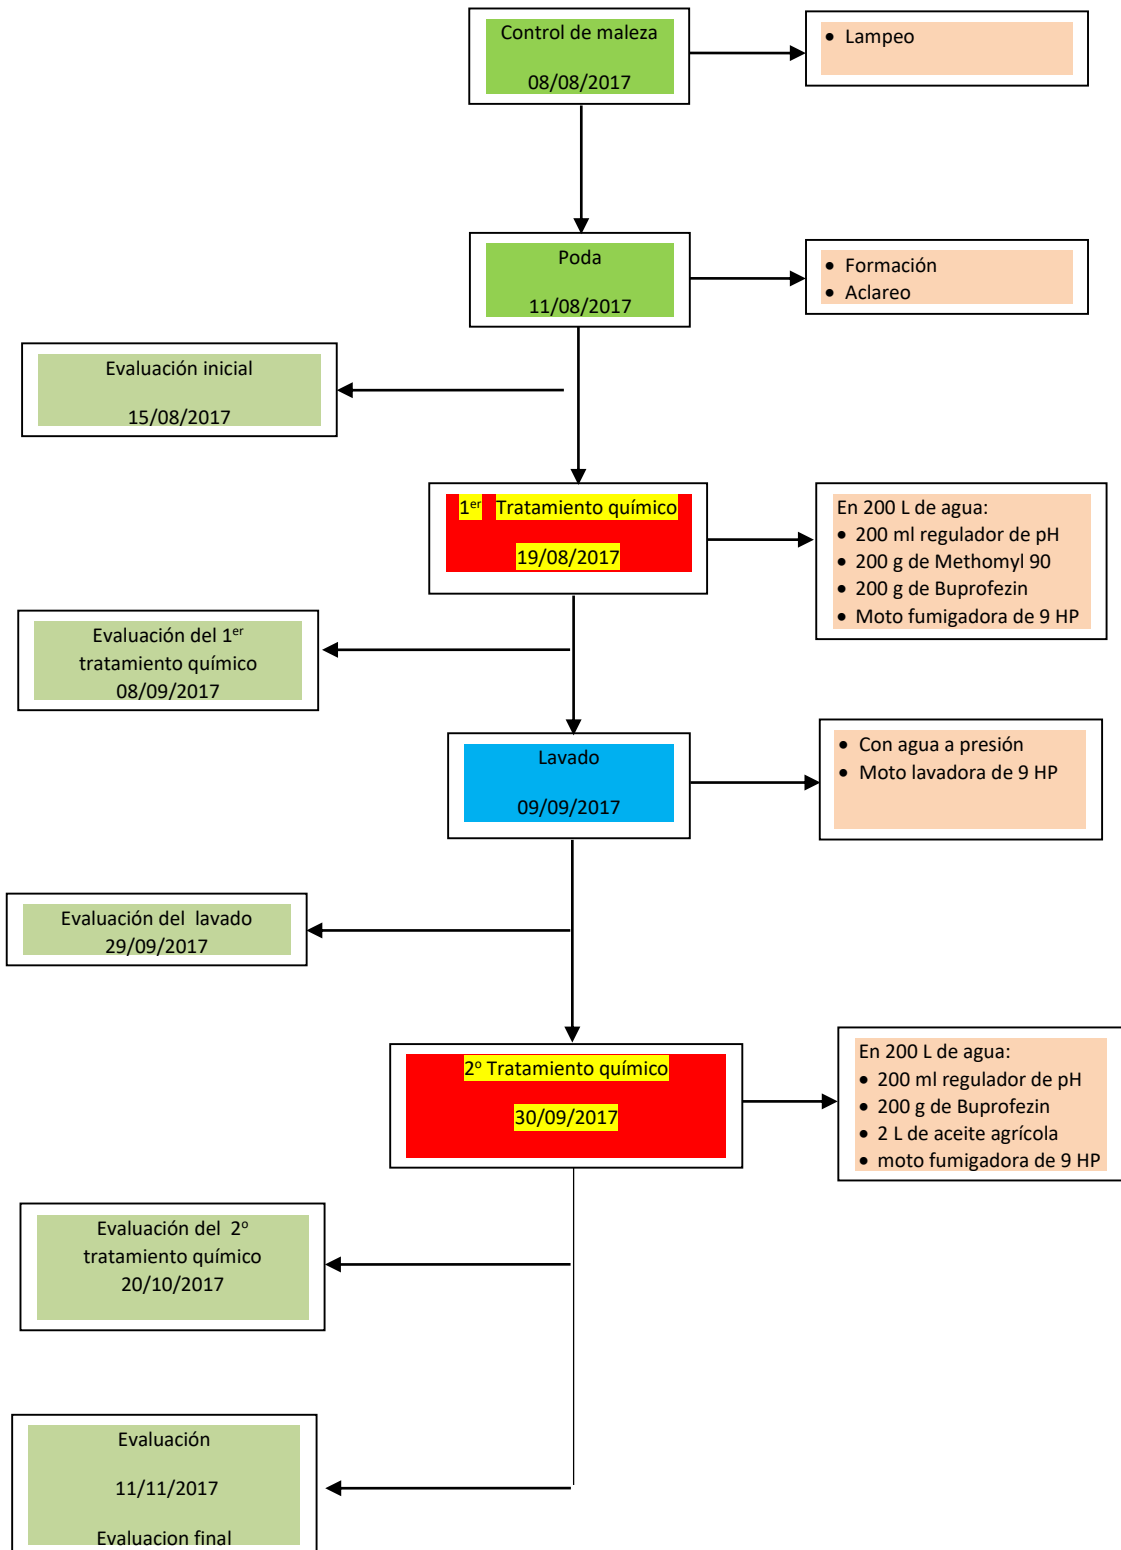 Control de maleza
08/08/2017
• Lampeo
Poda
11/08/2017
• Formación
• Aclareo
Evaluación inicial
15/08/2017
1er Tratamiento químico
19/08/2017
En 200 L de agua:
• 200 ml regulador de pH
• 200 g de Methomyl 90
• 200 g de Buprofezin
• Moto fumigadora de 9 HP
Evaluación del 1er
tratamiento químico
08/09/2017
Lavado
09/09/2017
• Con agua a presión
• Moto lavadora de 9 HP
Evaluación del lavado
29/09/2017
2º Tratamiento químico
30/09/2017
En 200 L de agua:
• 200 ml regulador de pH
• 200 g de Buprofezin
• 2 L de aceite agrícola
• moto fumigadora de 9 HP
Evaluación del 2º
tratamiento químico
20/10/2017
Evaluación
11/11/2017
Evaluacion final